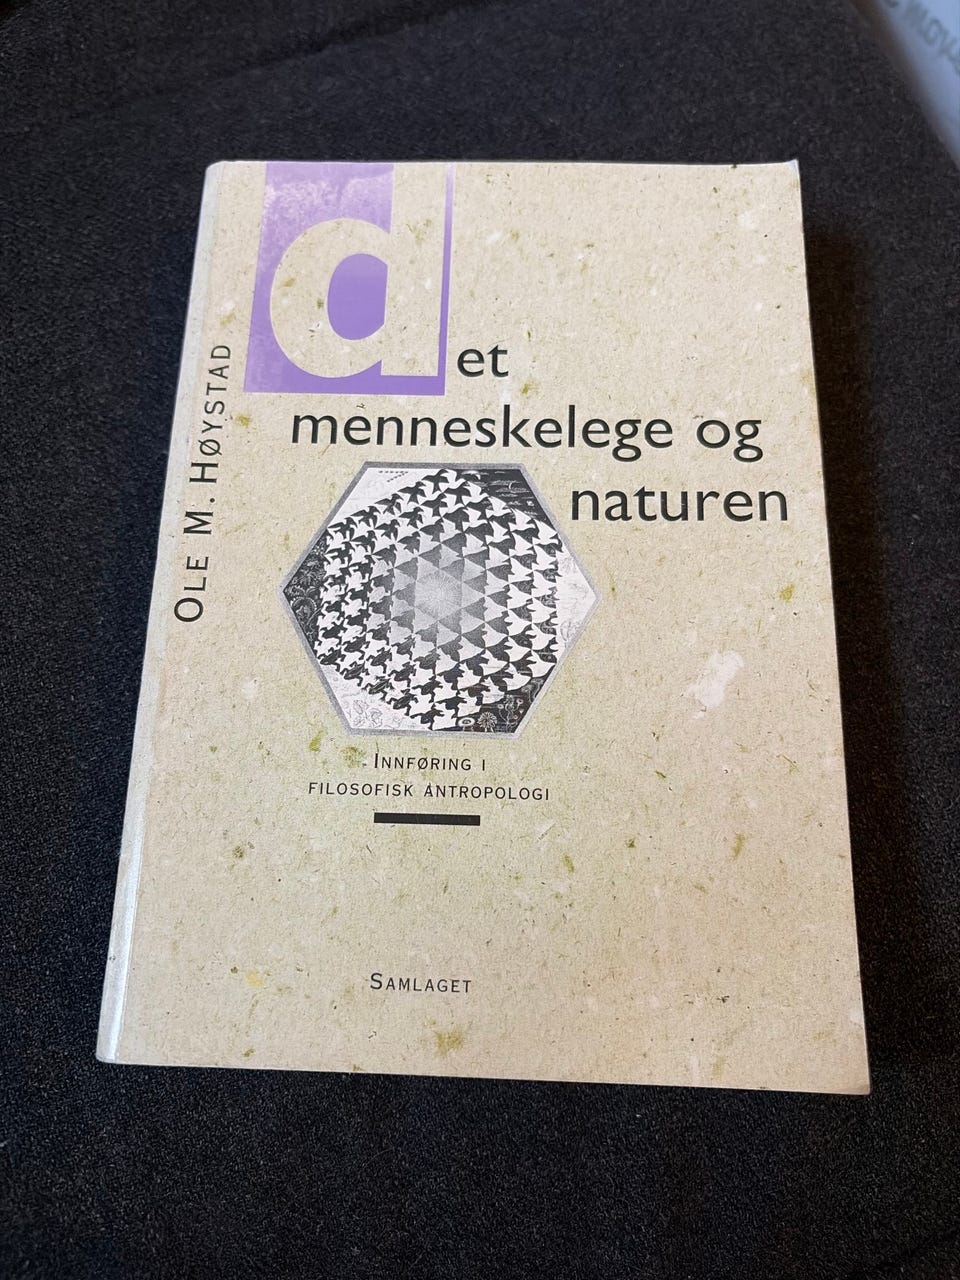 det
menneskelege og
naturen
OLE M. HØYSTAD
INNFØRING I
FILOSOFISK ANTROPOLOGI
SAMLAGET